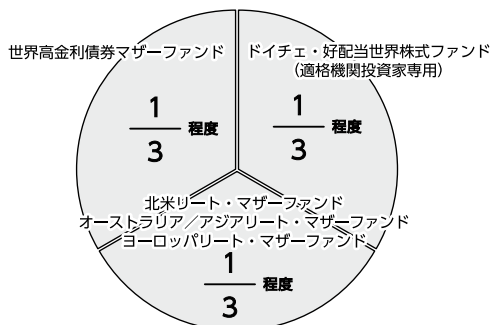 世界高金利債券マザーファンド
1
3
程度
ドイチェ・好配当世界株式ファンド
(適格機関投資家専用)
1
3
程度
北米リート・マザーファンド
オーストラリア／アジアリート・マザーファンド
ヨーロッパリート・マザーファンド
1
3
程度